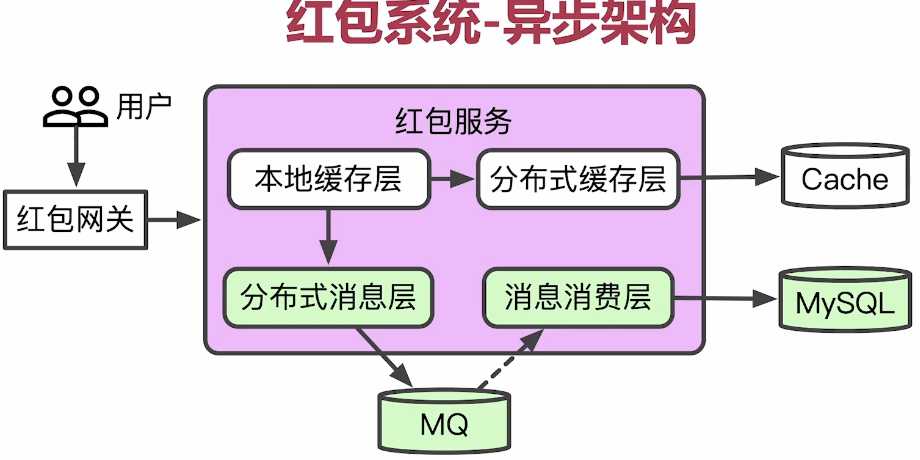 红包系统-异步架构
用户
红包服务
本地缓存层
分布式缓存层
Cache
红包网关
分布式消息层
消息消费层
MySQL
MQ